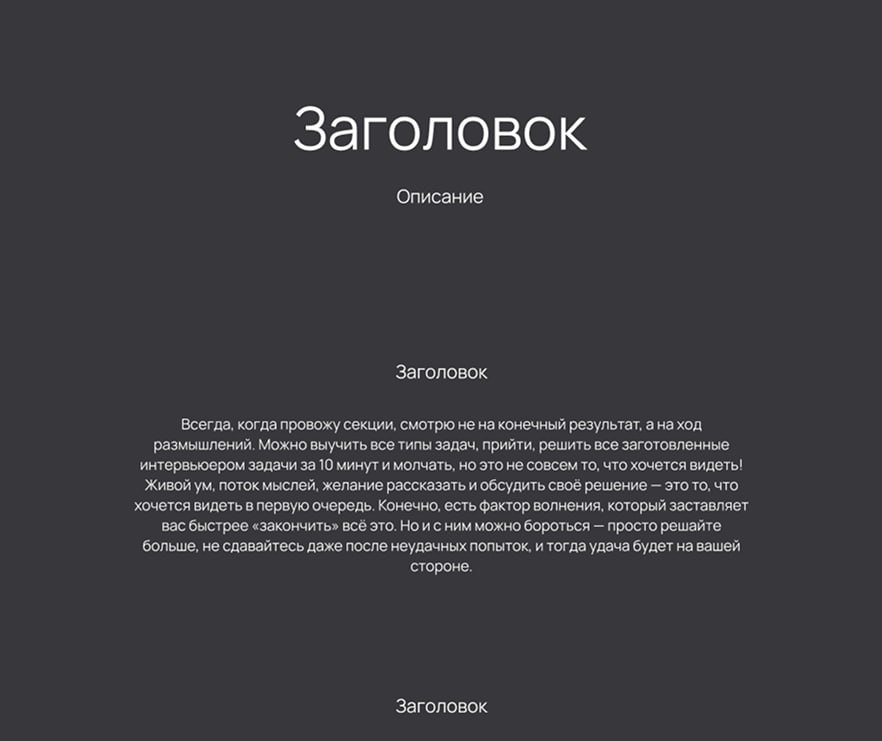 Заголовок
Описание
Заголовок
Всегда, когда провожу секции, смотрю не на конечный результат, а на ход
размышлений. Можно выучить все типы задач, прийти, решить все заготовленные
интервьюером задачи за 10 минут и молчать, но это не совсем то, что хочется видеть!
Живой ум, поток мыслей, желание рассказать и обсудить своё решение — это то, что
хочется видеть в первую очередь. Конечно, есть фактор волнения, который заставляет
вас быстрее «закончить» всё это. Но и с ним можно бороться — просто решайте
больше, не сдавайтесь даже после неудачных попыток, и тогда удача будет на вашей
стороне.
Заголовок